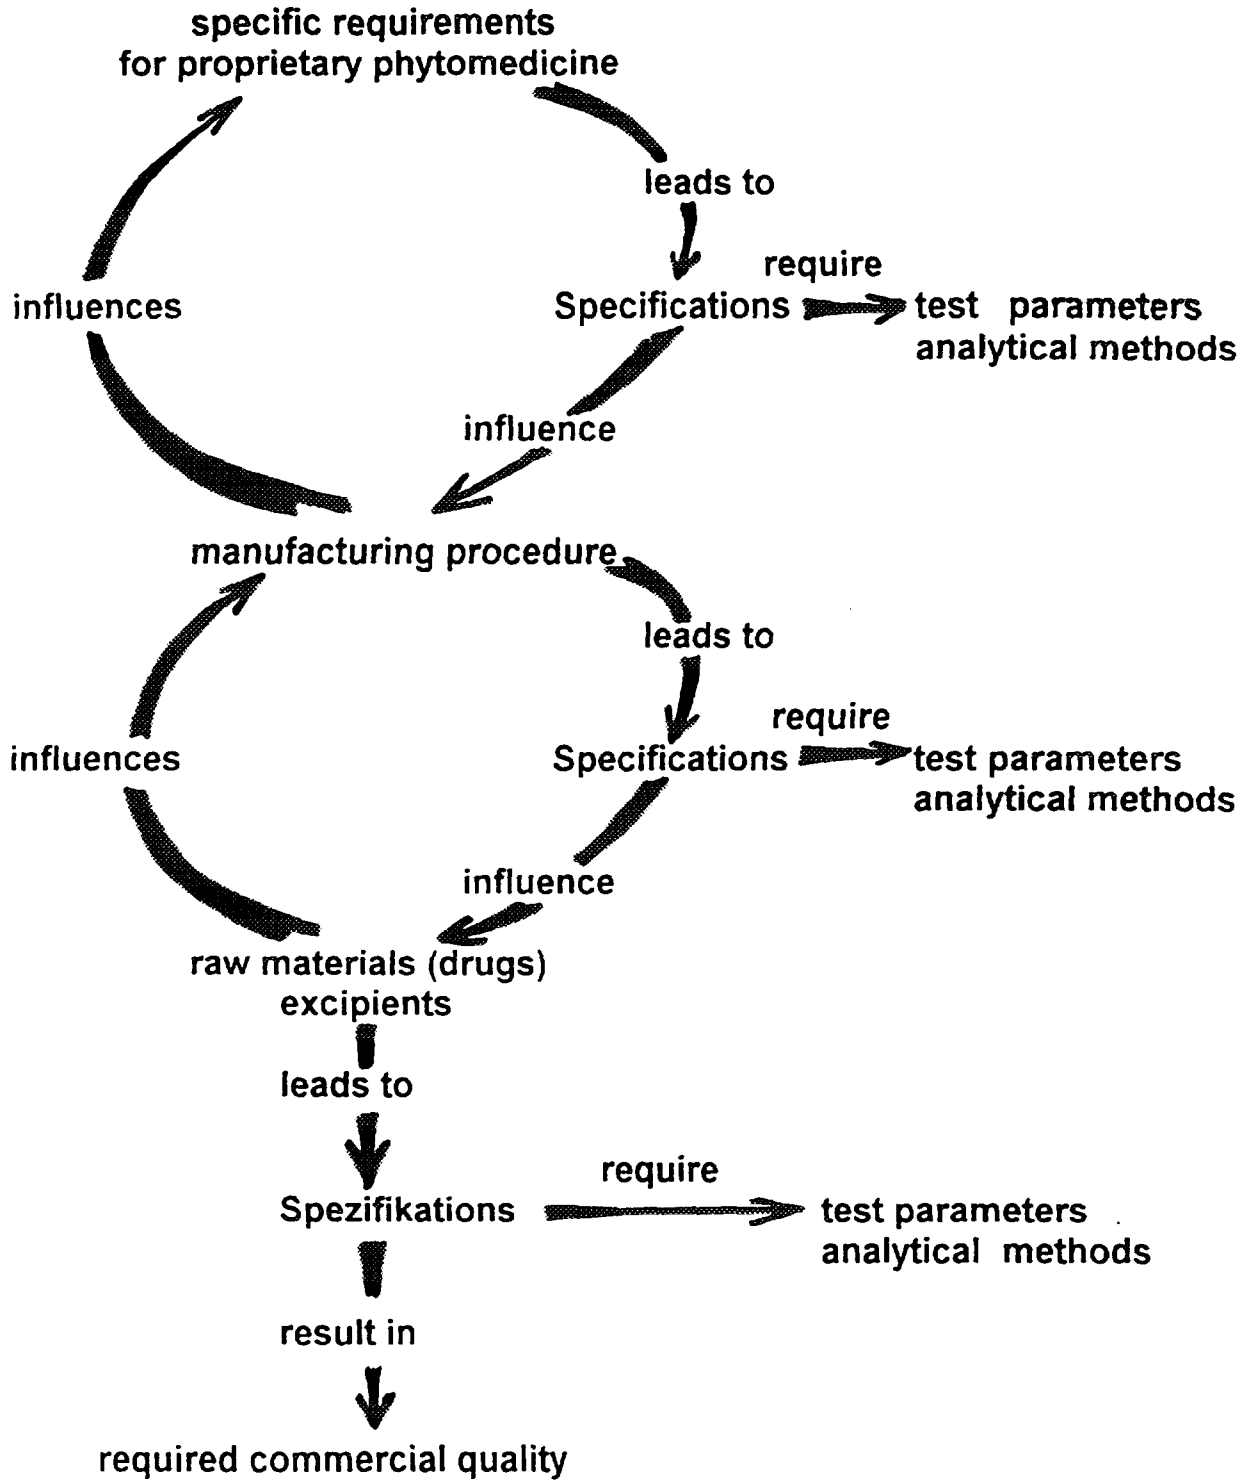 specific requirements
for proprietary phytomedicine
leads to
require
influences
Specifications
test parameters
analytical methods
influence
manufacturing procedure
leads to
require
influences
Specifications
test parameters
analytical methods
influence
raw materials (drugs)
excipients
leads to
require
Spezifikations
test parameters
analytical methods
result in
required commercial quality